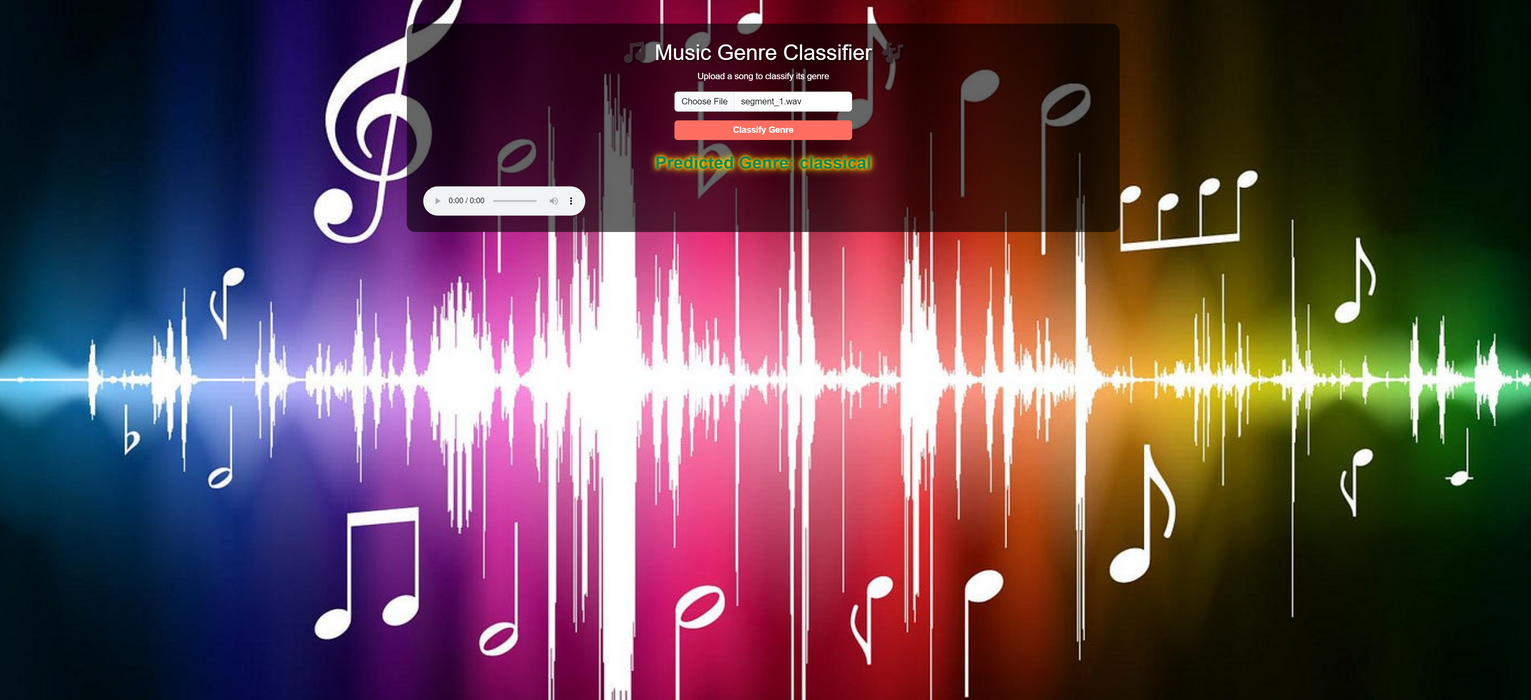 🎵 Music Genre Classifier 🎶
Upload a song to classify its genre
Choose File segment_1.wav
Classify Genre
Predicted Genre: classical
0:00 / 0:00